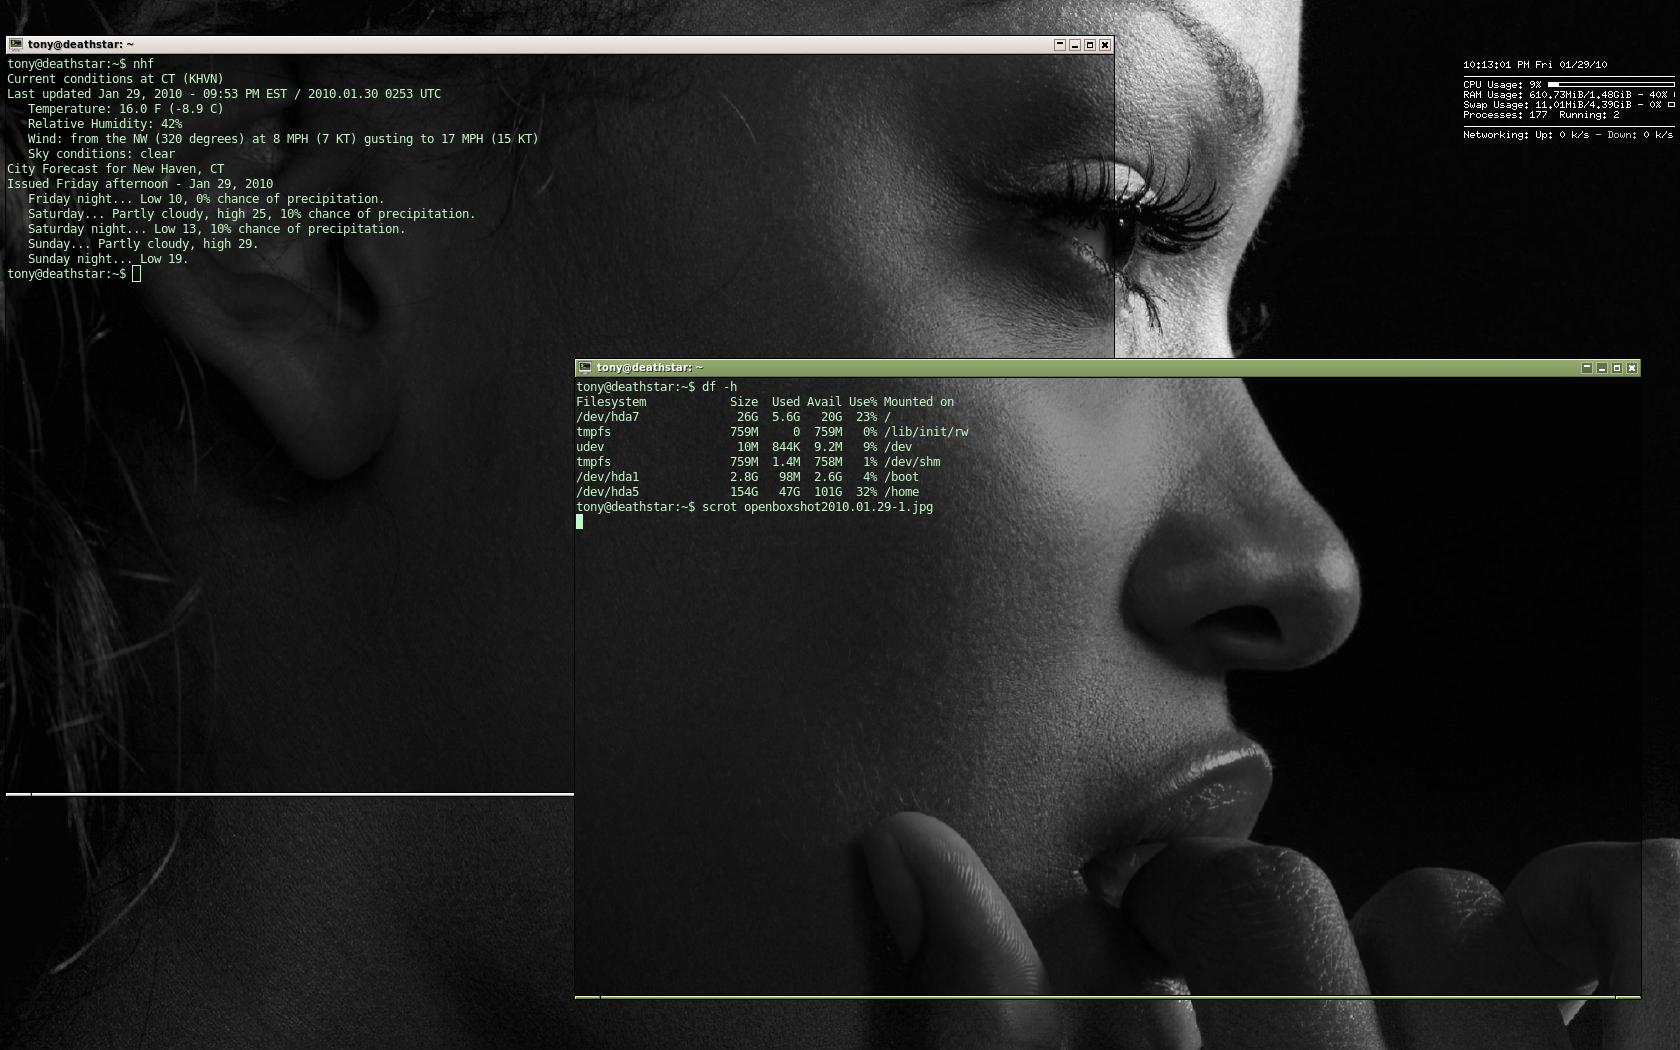 tony@deathstar: ~
tony@deathstar:~$ nhf
Current conditions at CT (KHVN)
Last updated Jan 29, 2010 - 09:53 PM EST / 2010.01.30 0253 UTC
   Temperature: 16.0 F (-8.9 C)
   Relative Humidity: 42%
   Wind: from the NW (320 degrees) at 8 MPH (7 KT) gusting to 17 MPH (15 KT)
   Sky conditions: clear
City Forecast for New Haven, CT
Issued Friday afternoon - Jan 29, 2010
   Friday night... Low 10, 0% chance of precipitation.
   Saturday... Partly cloudy, high 25, 10% chance of precipitation.
   Saturday night... Low 13, 10% chance of precipitation.
   Sunday... Partly cloudy, high 29.
   Sunday night... Low 19.
tony@deathstar:~$
10:13:01 PM Fri 01/29/10
CPU Usage: 9%
RAM Usage: 610.73MiB/1.48GiB - 40%
Swap Usage: 11.01MiB/4.39GiB - 0%
Processes: 177  Running: 2
Networking: Up: 0 k/s - Down: 0 k/s
tony@deathstar: ~
tony@deathstar:~$ df -h
Filesystem            Size  Used Avail Use% Mounted on
/dev/hda7              26G  5.6G   20G  23% /
tmpfs                 759M     0  759M   0% /lib/init/rw
udev                   10M  844K  9.2M   9% /dev
tmpfs                 759M  1.4M  758M   1% /dev/shm
/dev/hda1             2.8G   98M  2.6G   4% /boot
/dev/hda5             154G   47G  101G  32% /home
tony@deathstar:~$ scrot openboxshot2010.01.29-1.jpg